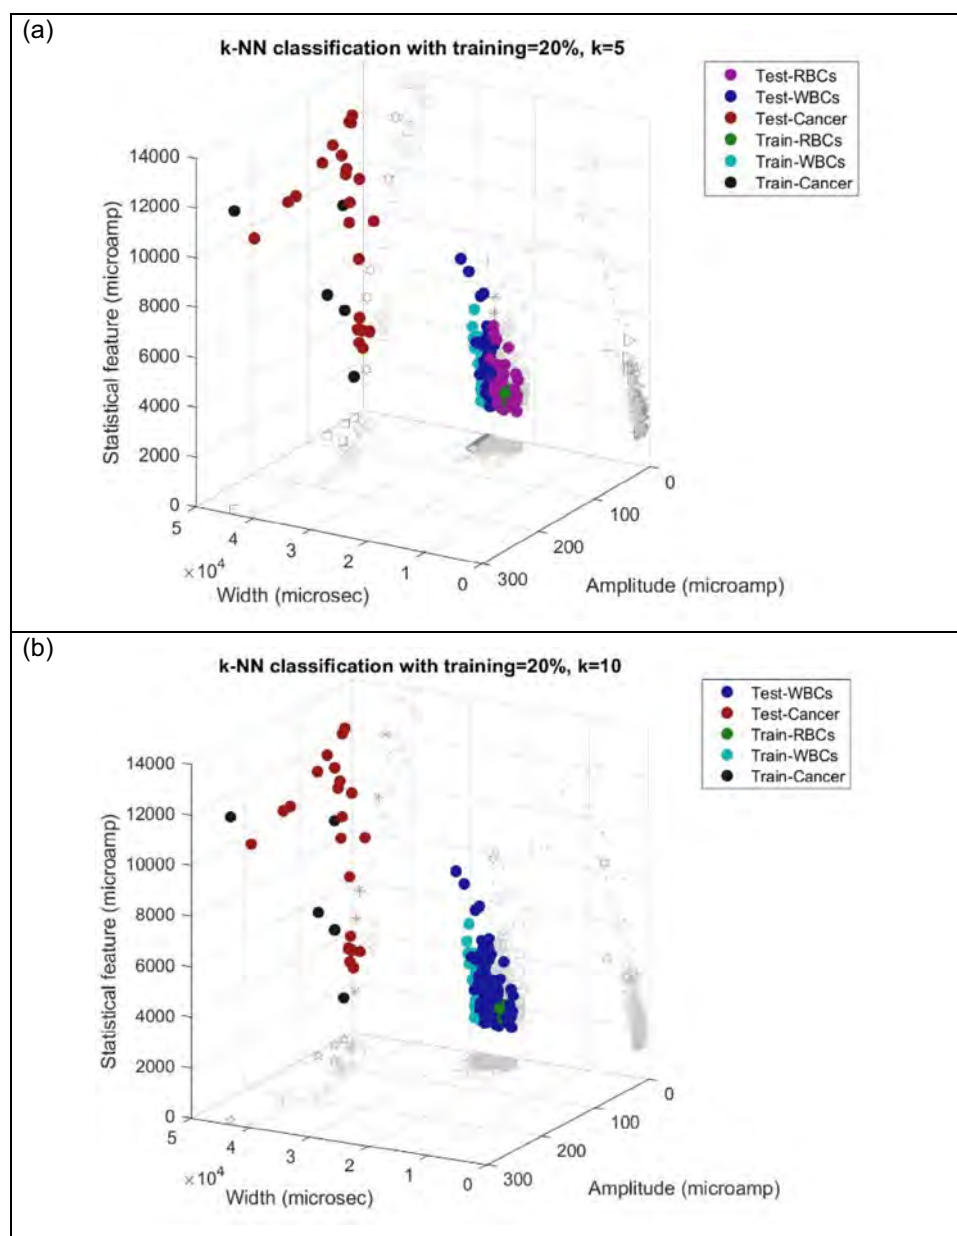 (a)
k-NN classification with training=20%, k=5
Test-RBCs
Test-WBCs
Test-Cancer
Train-RBCs
Train-WBCs
Train-Cancer
14000
12000
10000
8000
6000
4000
2000
0
Statistical feature (microamp)
5
4
3
2
1
0
×10⁴
Width (microsec)
300
200
100
0
Amplitude (microamp)
(b)
k-NN classification with training=20%, k=10
Test-WBCs
Test-Cancer
Train-RBCs
Train-WBCs
Train-Cancer
14000
12000
10000
8000
6000
4000
2000
0
Statistical feature (microamp)
5
4
3
2
1
0
×10⁴
Width (microsec)
300
200
100
0
Amplitude (microamp)